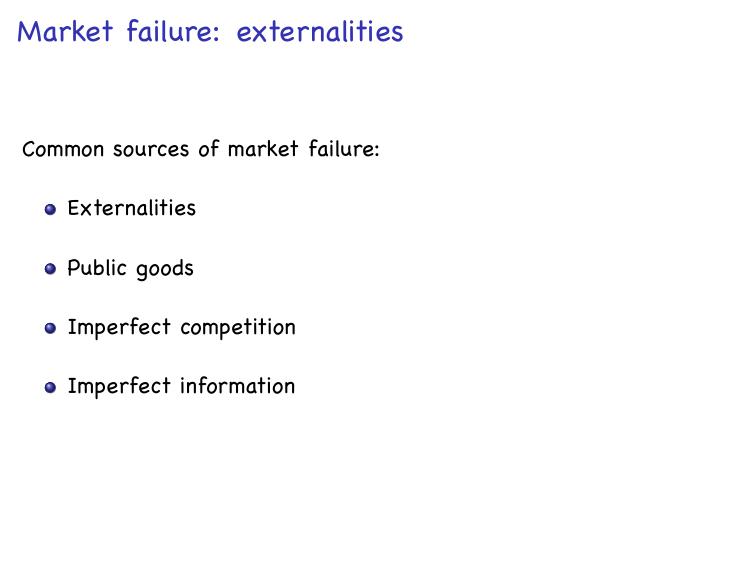 Market failure: externalities
Common sources of market failure:
Externalities
Public goods
Imperfect competition
Imperfect information